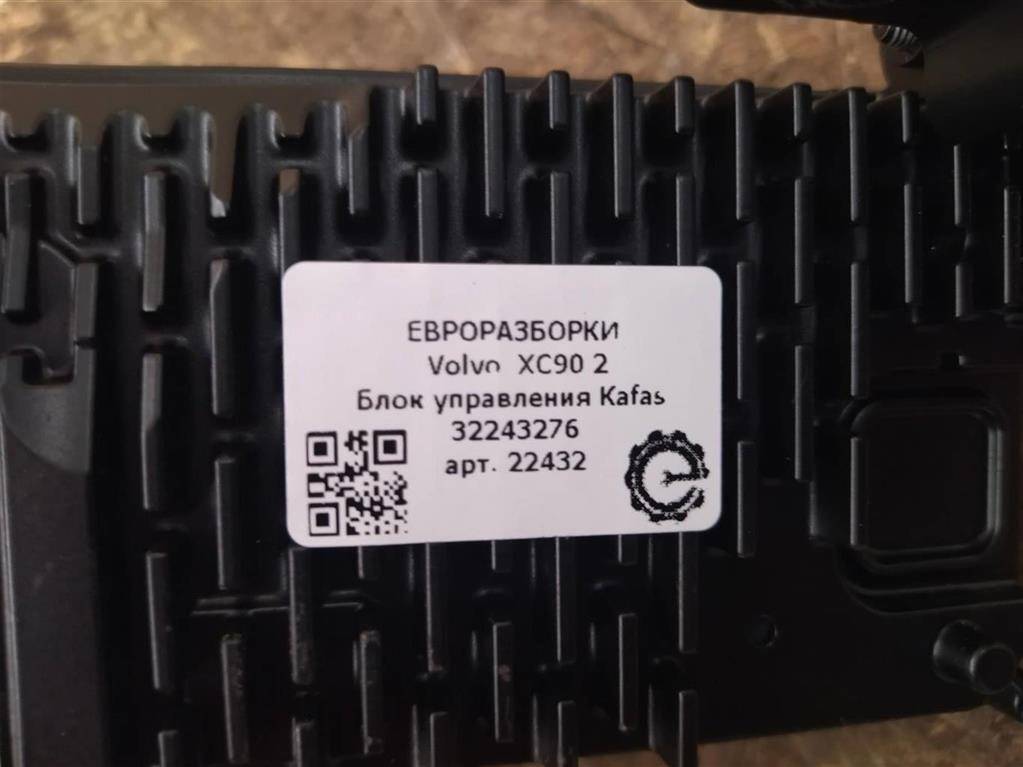 ЕВРОРАЗБОРКИ
Volvo XC90 2
Блок управления Kafas
32243276
арт. 22432